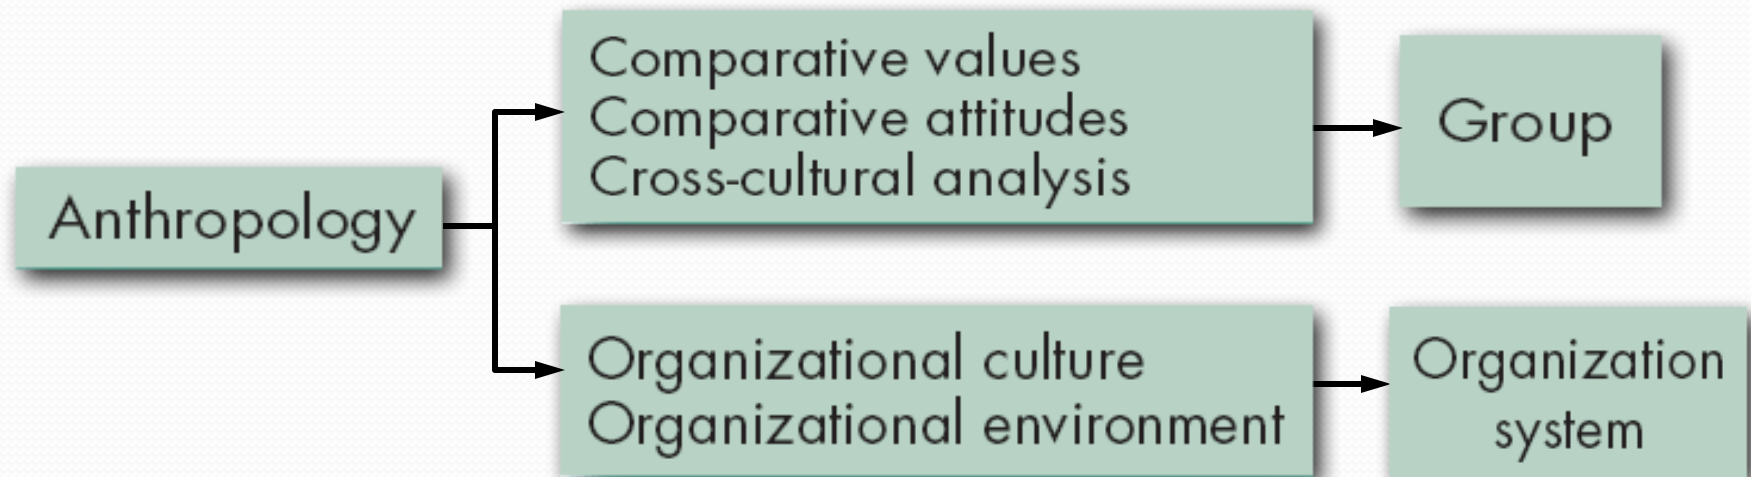 Anthropology
Comparative values
Comparative attitudes
Cross-cultural analysis
Group
Organizational culture
Organizational environment
Organization
system